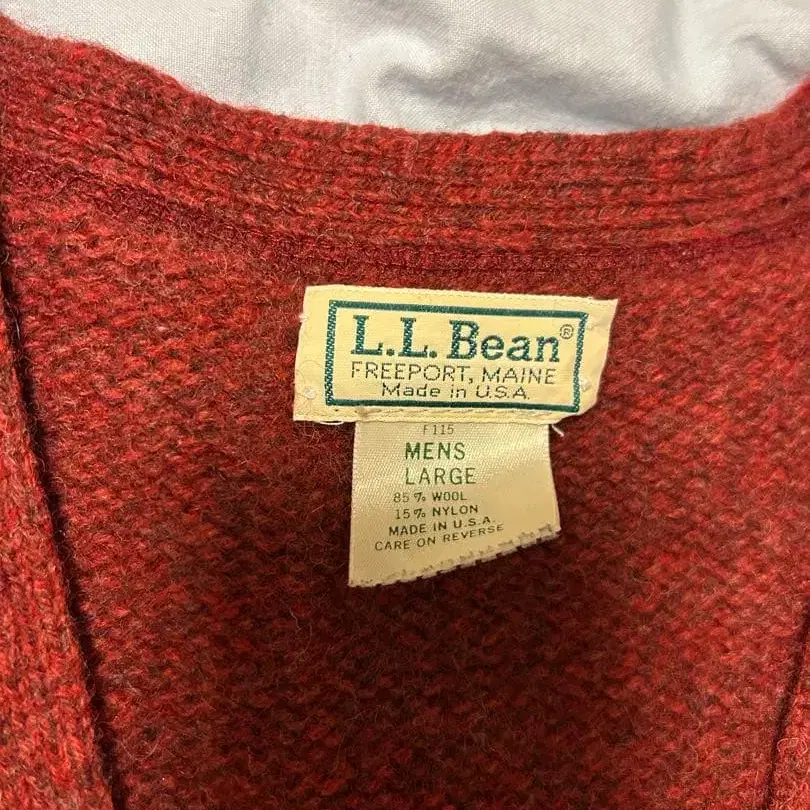 L.L.Bean®
FREEPORT, MAINE
Made in U.S.A.
F115
MENS
LARGE
85% WOOL
15% NYLON
MADE IN U.S.A.
CARE ON REVERSE